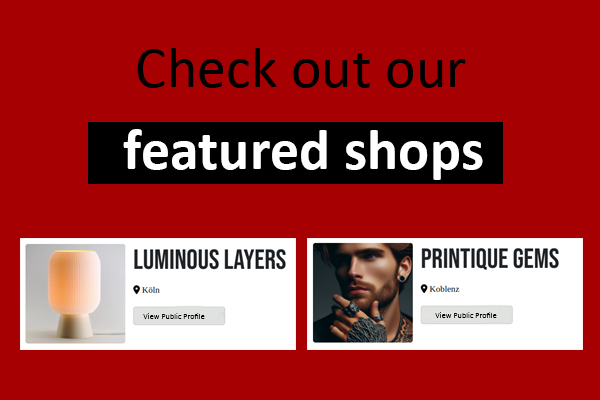 Check out our
featured shops
LUMINOUS LAYERS
Köln
View Public Profile
PRINTIQUE GEMS
Koblenz
View Public Profile